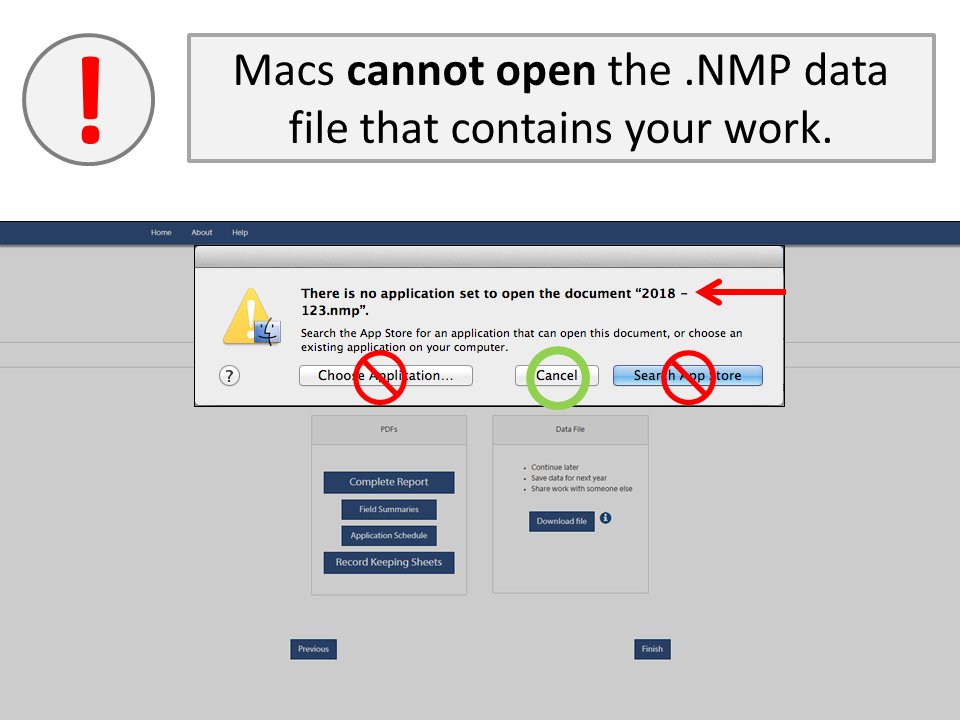 !
Macs cannot open the .NMP data
file that contains your work.
Home About Help
There is no application set to open the document “2018 –
123.nmp”.
Search the App Store for an application that can open this document, or choose an
existing application on your computer.
?
Choose Application...
Cancel
Search App Store
PDFs
Complete Report
Field Summaries
Application Schedule
Record Keeping Sheets
Data File
• Continue later
• Save data for next year
• Share work with someone else
Download file
i
Previous
Finish